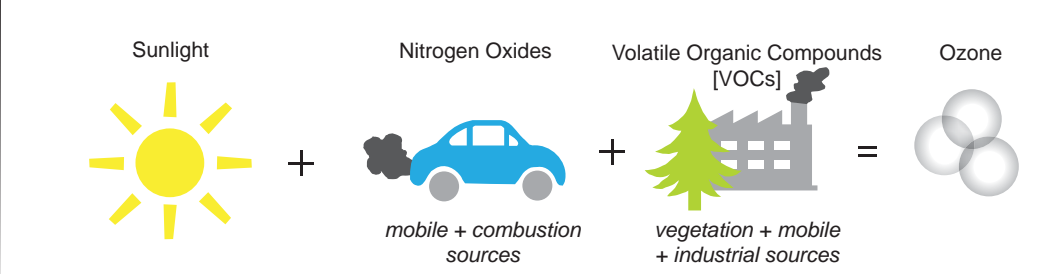 Sunlight
+
Nitrogen Oxides
mobile + combustion
sources
+
Volatile Organic Compounds
[VOCs]
vegetation + mobile
+ industrial sources
=
Ozone